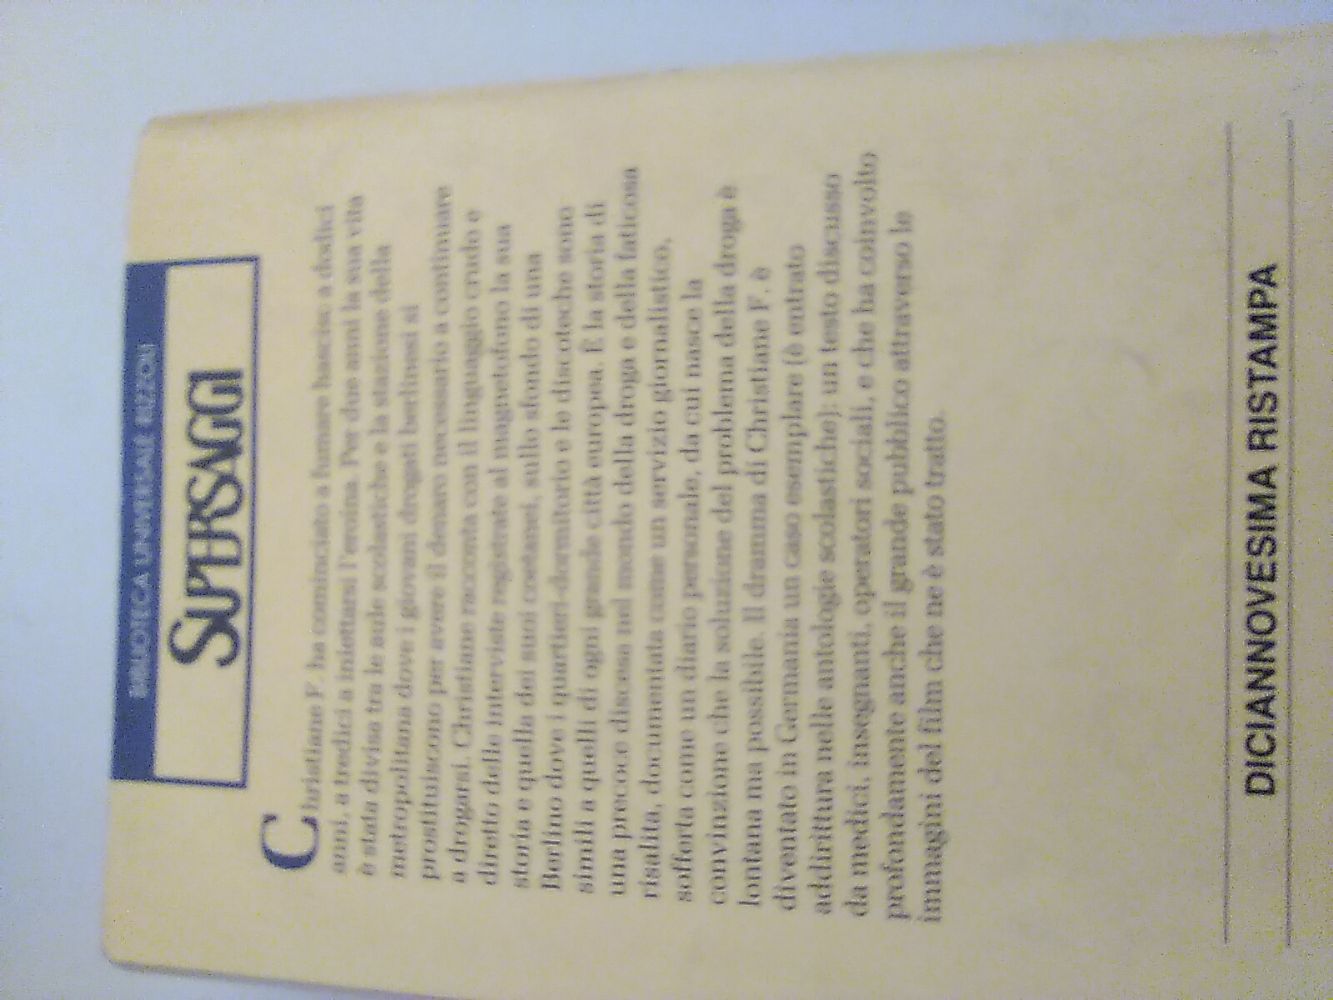 BIBLIOTECA UNIVERSALE RIZZOLI
SUPERSAGGI
Christiane F. ha cominciato a fumare hascisc a dodici
anni, a tredici a iniettarsi l'eroina. Per due anni la sua vita
è stata divisa tra le aule scolastiche e la stazione della
metropolitana dove i giovani drogati berlinesi si
prostituiscono per avere il denaro necessario a continuare
a drogarsi. Christiane racconta con il linguaggio crudo e
diretto delle interviste registrate al magnetofono la sua
storia e quella dei suoi coetanei, sullo sfondo di una
Berlino dove i quartieri-dormitorio e le discoteche sono
simili a quelli di ogni grande città europea. È la storia di
una precoce discesa nel mondo della droga e della faticosa
risalita, documentata come un servizio giornalistico,
sofferta come un diario personale, da cui nasce la
convinzione che la soluzione del problema della droga è
lontana ma possibile. Il dramma di Christiane F. è
diventato in Germania un caso esemplare (è entrato
addirittura nelle antologie scolastiche): un testo discusso
da medici, insegnanti, operatori sociali, e che ha coinvolto
profondamente anche il grande pubblico attraverso le
immagini del film che ne è stato tratto.
DICIANNOVESIMA RISTAMPA